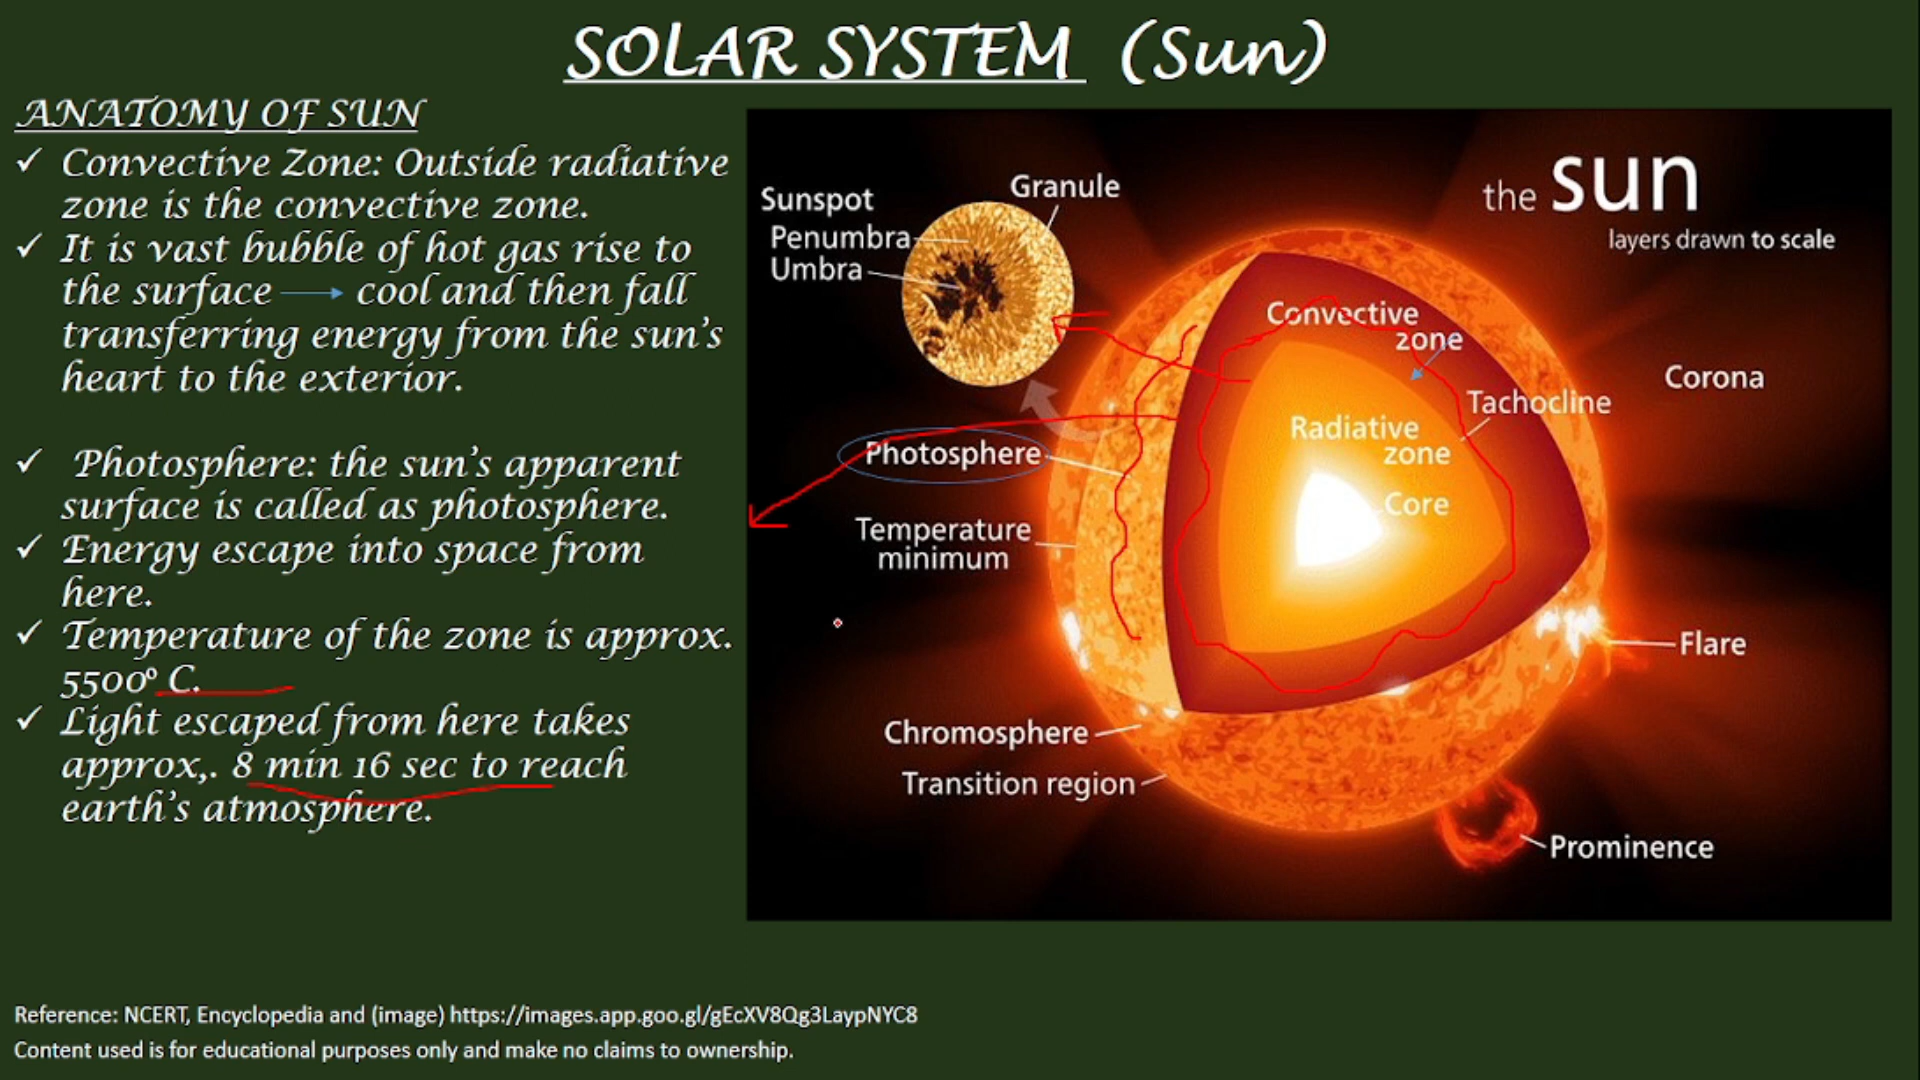 SOLAR SYSTEM (Sun)
ANATOMY OF SUN
✓ Convective Zone: Outside radiative
zone is the convective zone.
✓ It is vast bubble of hot gas rise to
the surface → cool and then fall
transferring energy from the sun's
heart to the exterior.
✓ Photosphere: the sun's apparent
surface is called as photosphere.
✓ Energy escape into space from
here.
✓ Temperature of the zone is approx.
5500⁰ C.
✓ Light escaped from here takes
approx,. 8 min 16 sec to reach
earth's atmosphere.
the sun
layers drawn to scale
Granule
Sunspot
Penumbra
Umbra
Convective
zone
Corona
Tachocline
Radiative
zone
Photosphere
Core
Temperature
minimum
Flare
Chromosphere
Transition region
Prominence
Reference: NCERT, Encyclopedia and (image) https://images.app.goo.gl/gEcXV8Qg3LaypNYC8
Content used is for educational purposes only and make no claims to ownership.